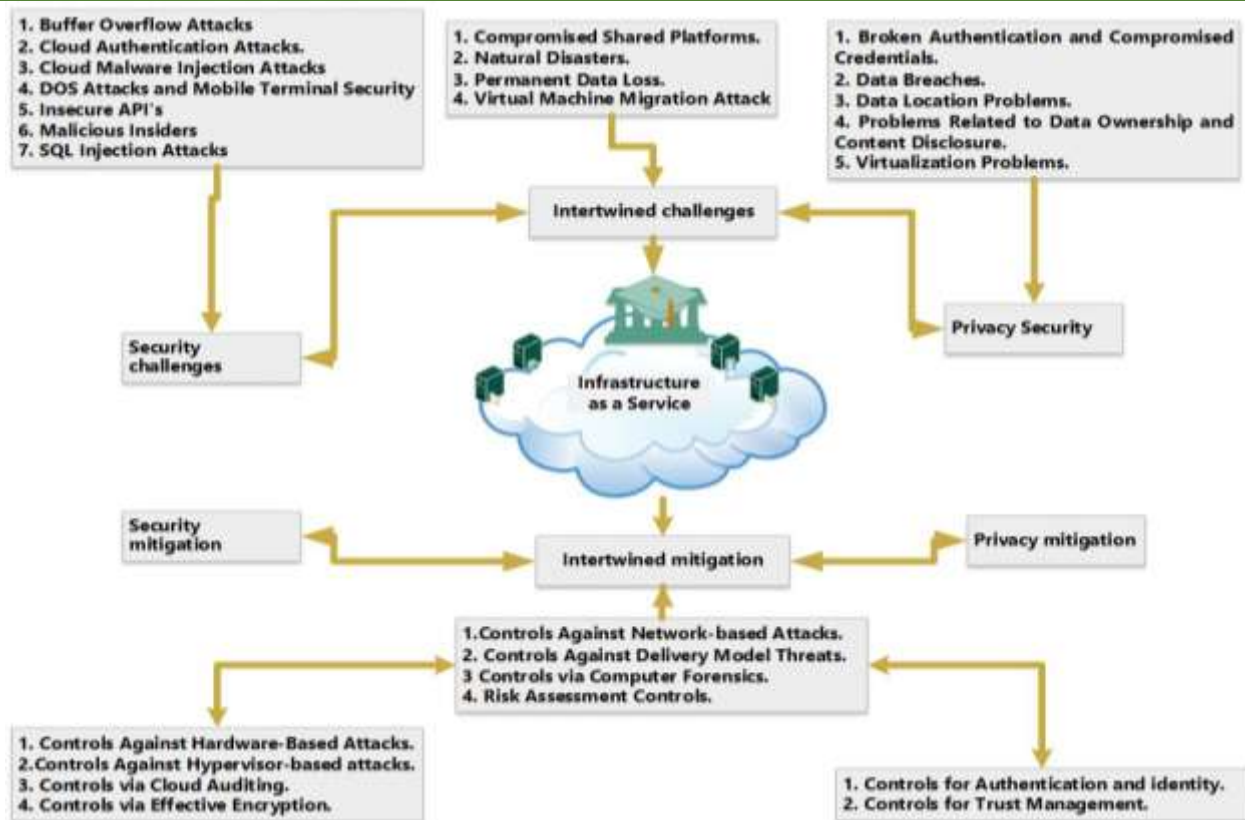 1. Buffer Overflow Attacks
2. Cloud Authentication Attacks.
3. Cloud Malware Injection Attacks
4. DOS Attacks and Mobile Terminal Security
5. Insecure API`s
6. Malicious Insiders
7. SQL Injection Attacks
1. Compromised Shared Platforms.
2. Natural Disasters.
3. Permanent Data Loss.
4. Virtual Machine Migration Attack
1. Broken Authentication and Compromised
Credentials.
2. Data Breaches.
3. Data Location Problems.
4. Problems Related to Data Ownership and
Content Disclosure.
5. Virtualization Problems.
Intertwined challenges
Security
challenges
Privacy Security
Infrastructure
as a Service
Security
mitigation
Intertwined mitigation
Privacy mitigation
1.Controls Against Network-based Attacks.
2. Controls Against Delivery Model Threats.
3 Controls via Computer Forensics.
4. Risk Assessment Controls.
1. Controls Against Hardware-Based Attacks.
2.Controls Against Hypervisor-based attacks.
3. Controls via Cloud Auditing.
4. Controls via Effective Encryption.
1. Controls for Authentication and identity.
2. Controls for Trust Management.